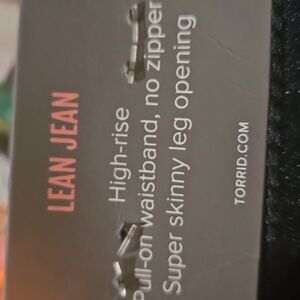 LEAN JEAN
High-rise
Pull-on waistband, no zipper
Super skinny leg opening
TORRID.COM